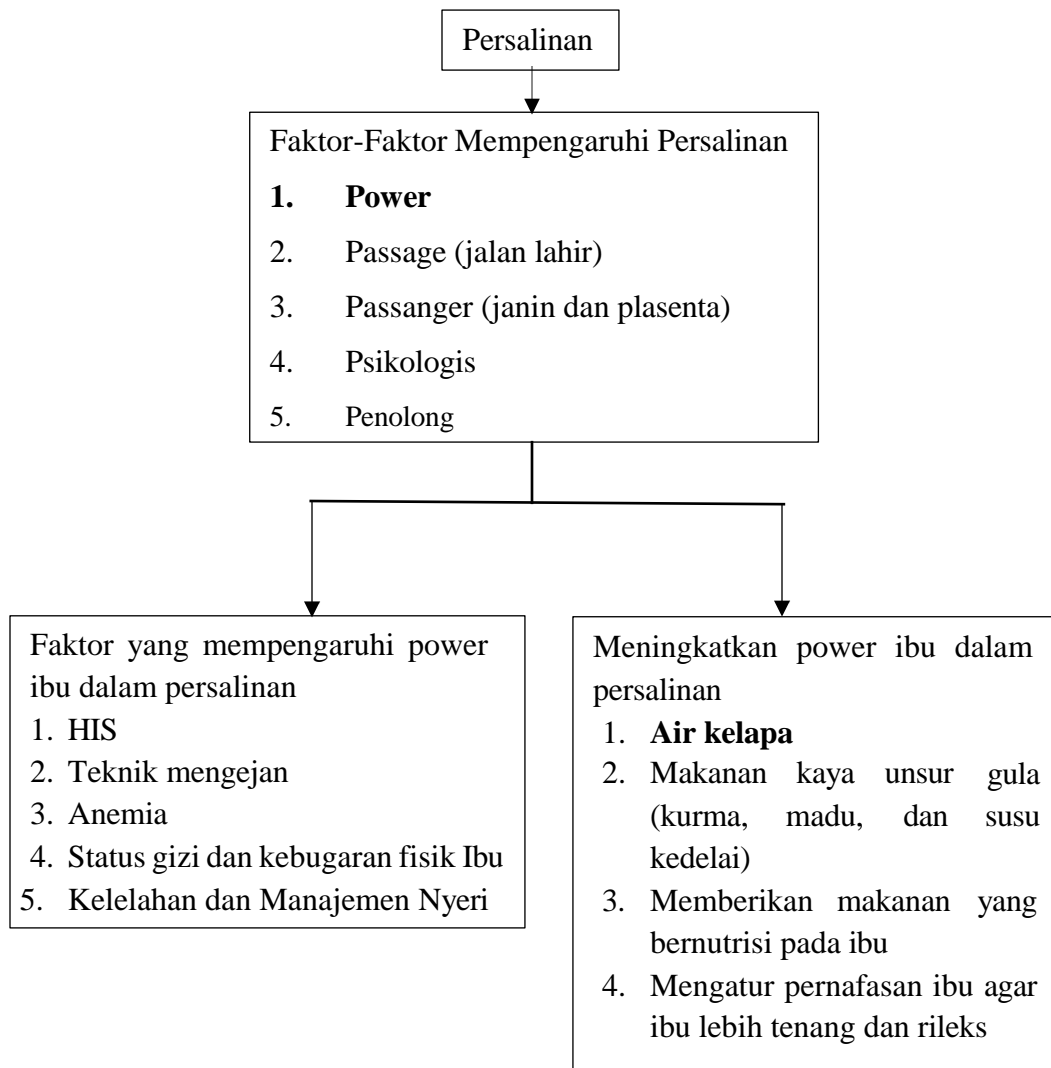 Persalinan
Faktor-Faktor Mempengaruhi Persalinan
1. Power
2. Passage (jalan lahir)
3. Passanger (janin dan plasenta)
4. Psikologis
5. Penolong
Faktor yang mempengaruhi power
ibu dalam persalinan
1. HIS
2. Teknik mengejan
3. Anemia
4. Status gizi dan kebugaran fisik Ibu
5. Kelelahan dan Manajemen Nyeri
Meningkatkan power ibu dalam
persalinan
1. Air kelapa
2. Makanan kaya unsur gula
(kurma, madu, dan susu
kedelai)
3. Memberikan makanan yang
bernutrisi pada ibu
4. Mengatur pernafasan ibu agar
ibu lebih tenang dan rileks